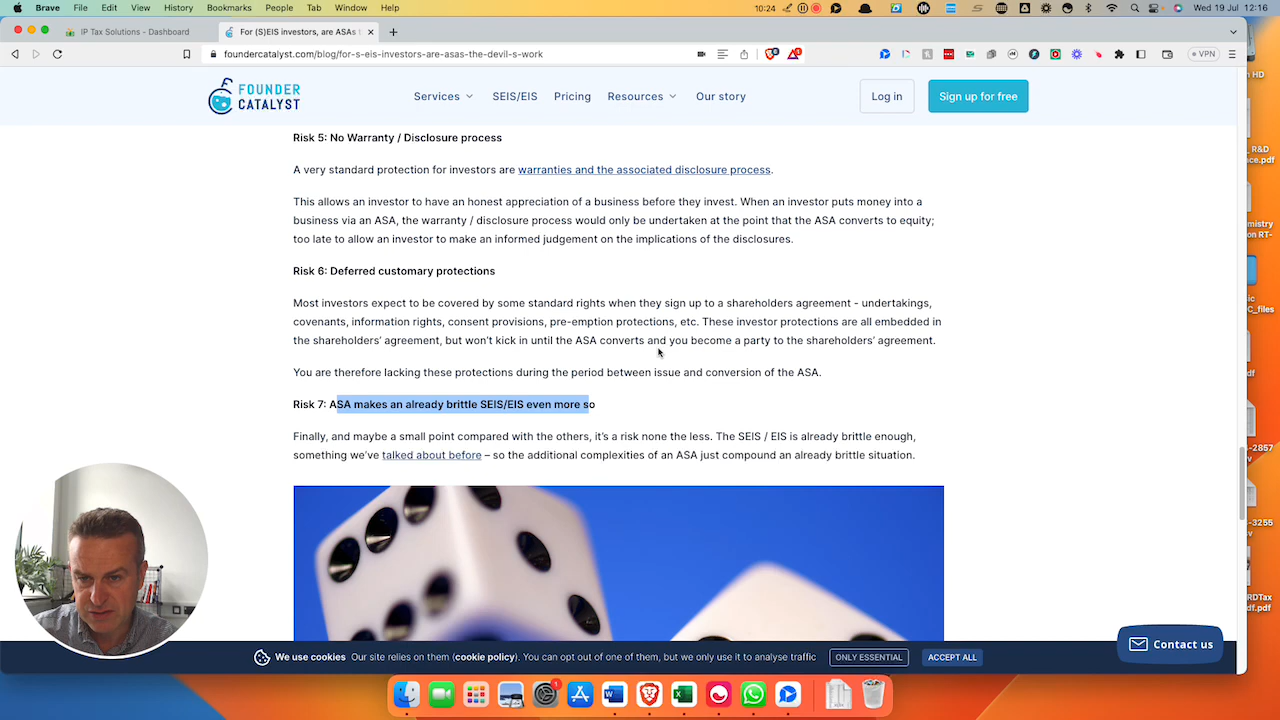 Brave File Edit View History Bookmarks People Tab Window Help 10:24 Wed 19 Jul 12:16
IP Tax Solutions - Dashboard
For (S)EIS investors, are ASAs t
foundercatalyst.com/blog/for-s-eis-investors-are-asas-the-devil-s-work
VPN
FOUNDER
CATALYST
Services SEIS/EIS Pricing Resources Our story Log in Sign up for free
Risk 5: No Warranty / Disclosure process
A very standard protection for investors are warranties and the associated disclosure process.
This allows an investor to have an honest appreciation of a business before they invest. When an investor puts money into a
business via an ASA, the warranty / disclosure process would only be undertaken at the point that the ASA converts to equity;
too late to allow an investor to make an informed judgement on the implications of the disclosures.
Risk 6: Deferred customary protections
Most investors expect to be covered by some standard rights when they sign up to a shareholders agreement - undertakings,
covenants, information rights, consent provisions, pre-emption protections, etc. These investor protections are all embedded in
the shareholders’ agreement, but won’t kick in until the ASA converts and you become a party to the shareholders’ agreement.
You are therefore lacking these protections during the period between issue and conversion of the ASA.
Risk 7: ASA makes an already brittle SEIS/EIS even more so
Finally, and maybe a small point compared with the others, it’s a risk none the less. The SEIS / EIS is already brittle enough,
something we’ve talked about before – so the additional complexities of an ASA just compound an already brittle situation.
We use cookies Our site relies on them (cookie policy). You can opt out of one of them, but we only use it to analyse traffic ONLY ESSENTIAL ACCEPT ALL
Contact us
n HD
_ R&D
nce.pdf
mistry
on RT-
sic
C_files
-2857
v
-3255
nv
RDTax
df.pdf